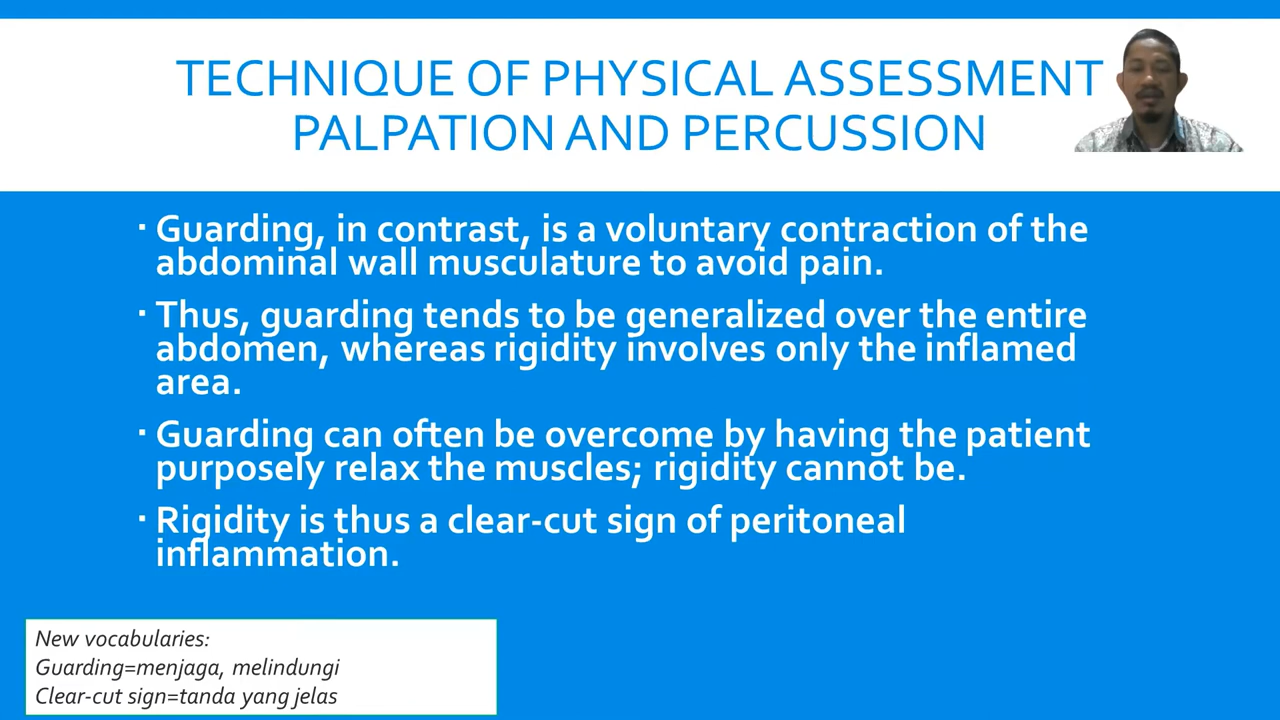 TECHNIQUE OF PHYSICAL ASSESSMENT
PALPATION AND PERCUSSION
Guarding, in contrast, is a voluntary contraction of the
abdominal wall musculature to avoid pain.
Thus, guarding tends to be generalized over the entire
abdomen, whereas rigidity involves only the inflamed
area.
Guarding can often be overcome by having the patient
purposely relax the muscles; rigidity cannot be.
Rigidity is thus a clear-cut sign of peritoneal
inflammation.
New vocabularies:
Guarding=menjaga, melindungi
Clear-cut sign=tanda yang jelas